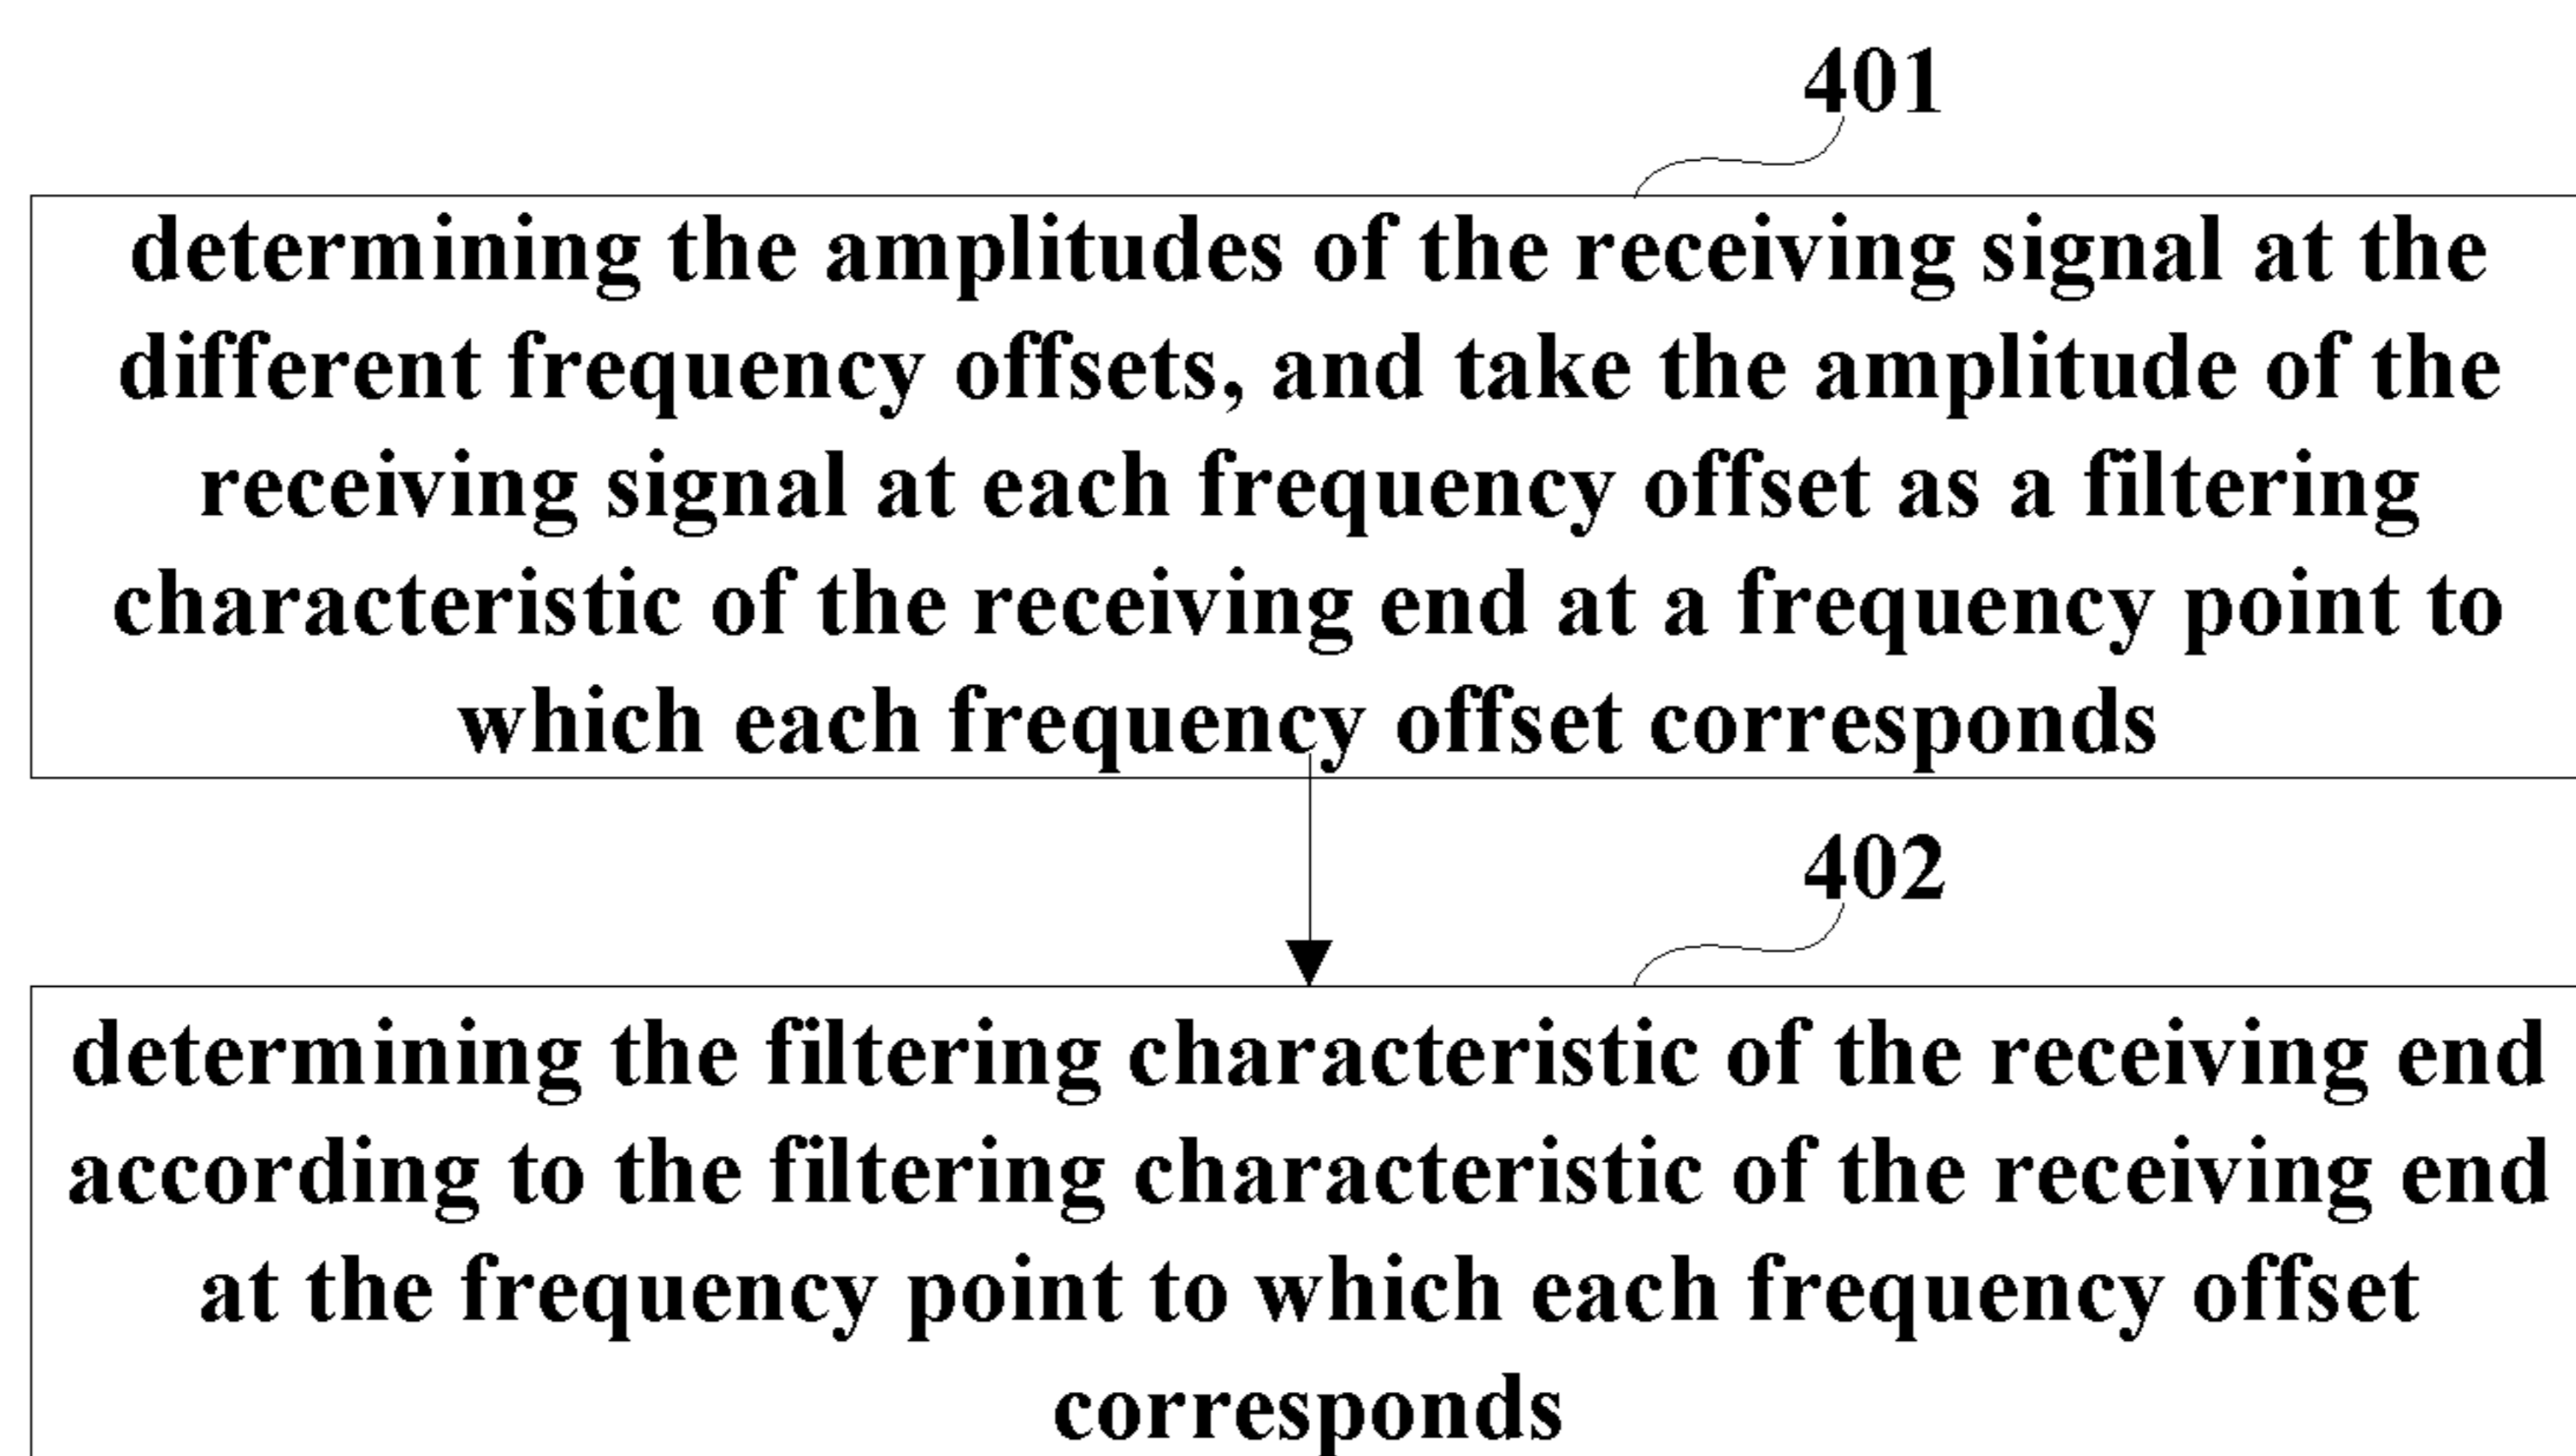 401
determining the amplitudes of the receiving signal at the
different frequency offsets, and take the amplitude of the
receiving signal at each frequency offset as a filtering
characteristic of the receiving end at a frequency point to
which each frequency offset corresponds
402
determining the filtering characteristic of the receiving end
according to the filtering characteristic of the receiving end
at the frequency point to which each frequency offset
corresponds